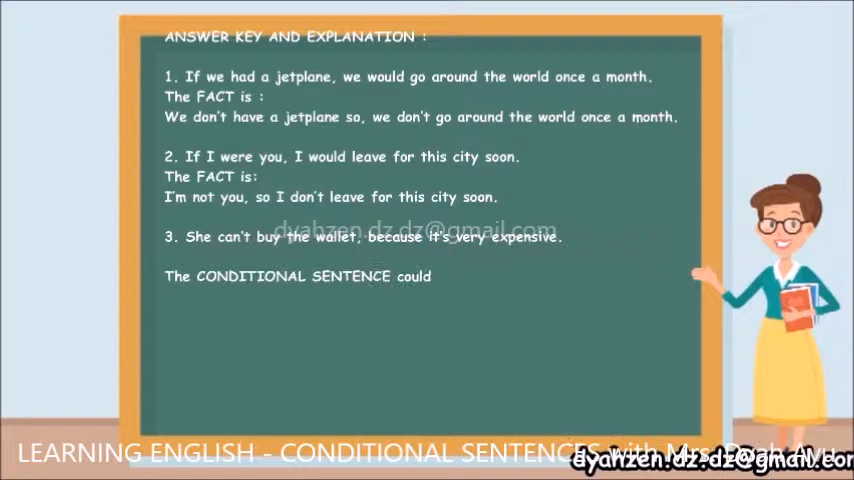 ANSWER KEY AND EXPLANATION :
1. If we had a jetplane, we would go around the world once a month.
The FACT is :
We don't have a jetplane so, we don't go around the world once a month.
2. If I were you, I would leave for this city soon.
The FACT is:
I'm not you, so I don't leave for this city soon.
dyahzen.dz.dz@gmail.com
3. She can't buy the wallet, because it's very expensive.
The CONDITIONAL SENTENCE could
LEARNING ENGLISH - CONDITIONAL SENTENCES with Mrs. Dyah Ayu
dyahzen.dz.dz@gmail.com